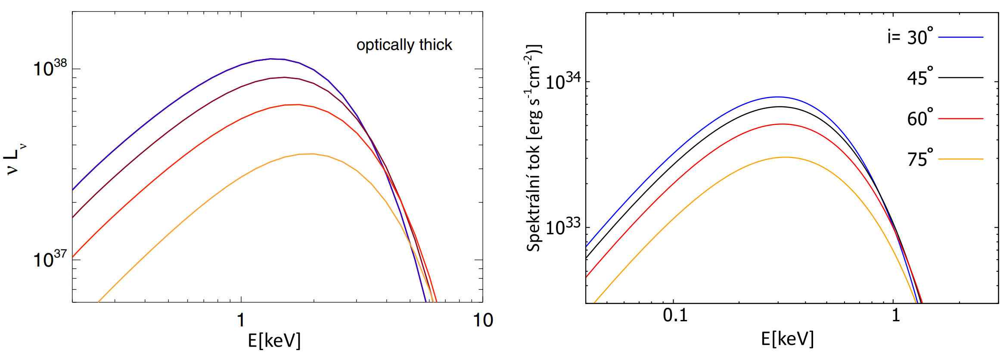 optically thick
10^38
10^37
ν L_ν
1
10
E[keV]
i= 30°
45°
60°
75°
Spektrální tok [erg s^-1 cm^-2)]
10^34
10^33
0.1
1
E[keV]